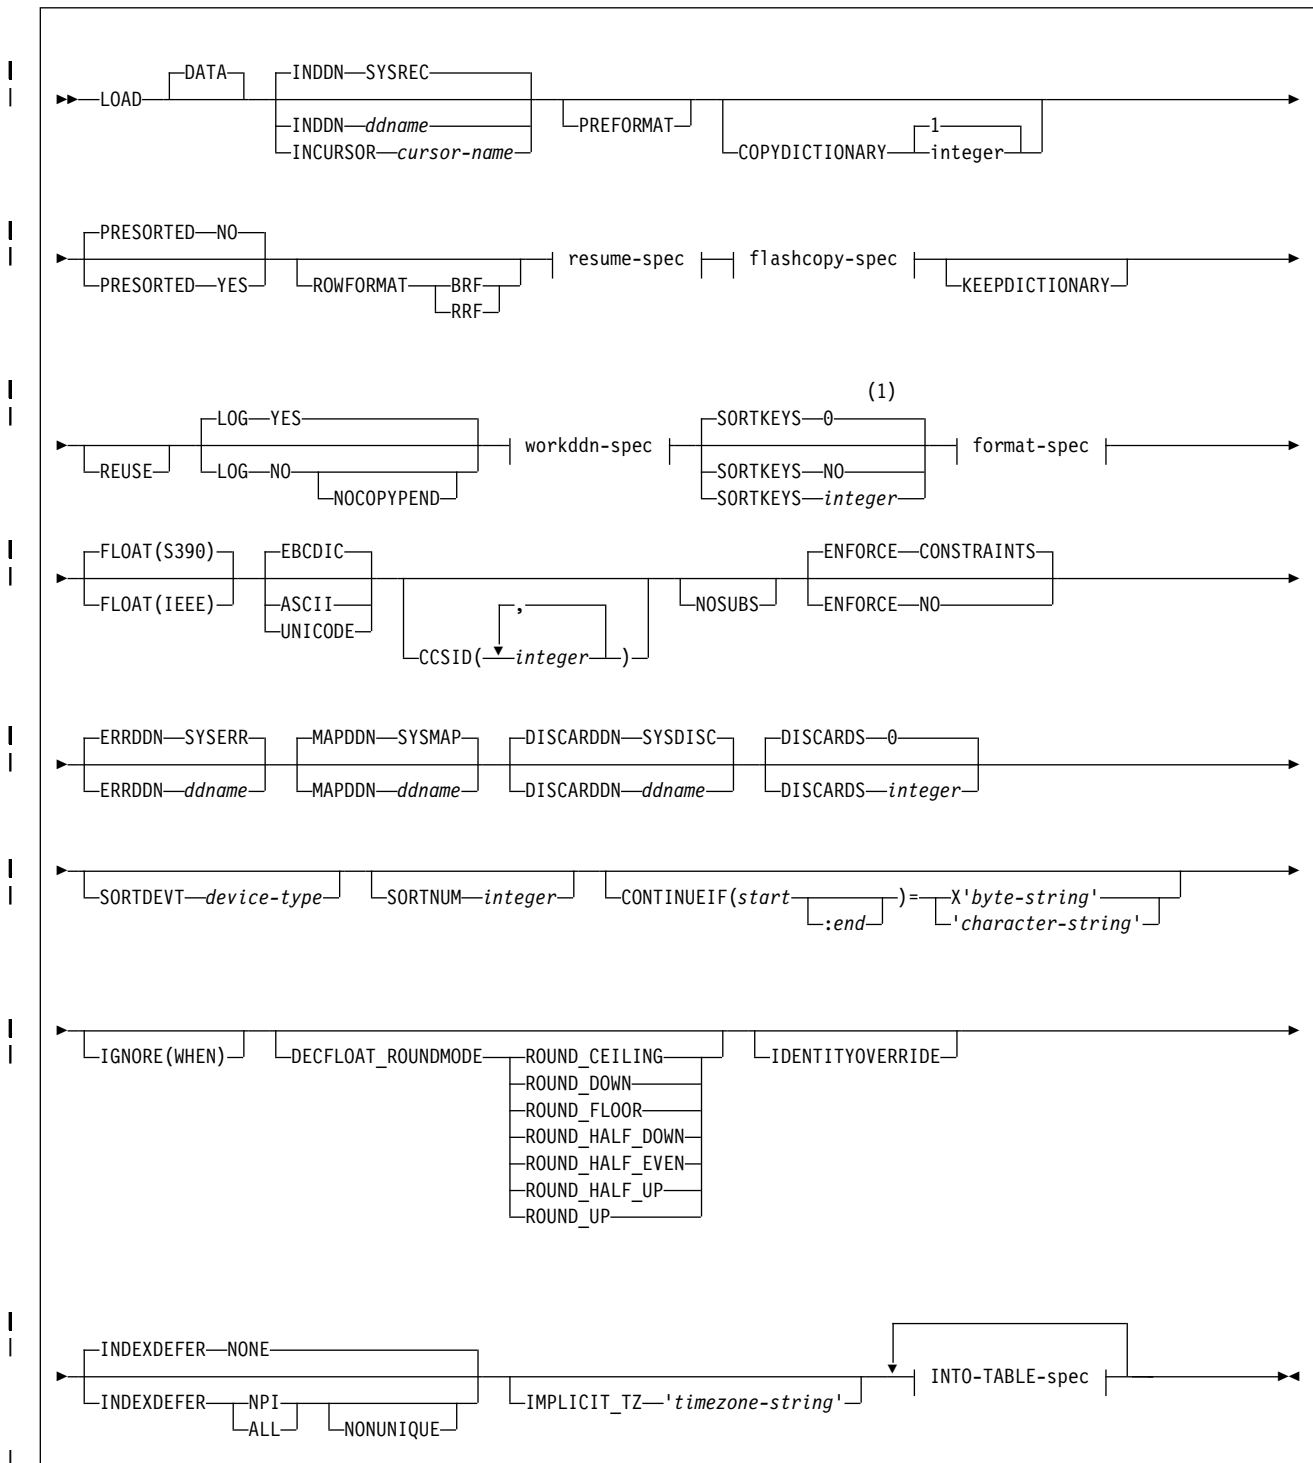 DATA INDDN SYSREC
LOAD
INDDN ddname PREFORMAT 1
INCURSOR cursor-name COPYDICTIONARY integer
PRESORTED NO
resume-spec flashcopy-spec
PRESORTED YES ROWFORMAT BRF KEEPDICTIONARY
RRF
(1)
LOG YES SORTKEYS 0
workddn-spec format-spec
REUSE LOG NO SORTKEYS NO
NOCOPYPEND SORTKEYS integer
FLOAT(S390) EBCDIC ENFORCE CONSTRAINTS
FLOAT(IEEE) ASCII , NOSUBS ENFORCE NO
UNICODE
CCSID( integer )
ERRDDN SYSERR MAPDDN SYSMAP DISCARDDN SYSDISC DISCARDS 0
ERRDDN ddname MAPDDN ddname DISCARDDN ddname DISCARDS integer
SORTDEVT device-type SORTNUM integer CONTINUEIF(start )= X'byte-string'
:end 'character-string'
IGNORE(WHEN) DECFLOAT_ROUNDMODE ROUND_CEILING IDENTITYOVERRIDE
ROUND_DOWN
ROUND_FLOOR
ROUND_HALF_DOWN
ROUND_HALF_EVEN
ROUND_HALF_UP
ROUND_UP
INDEXDEFER NONE
INTO-TABLE-spec
INDEXDEFER NPI IMPLICIT_TZ 'timezone-string'
ALL NONUNIQUE